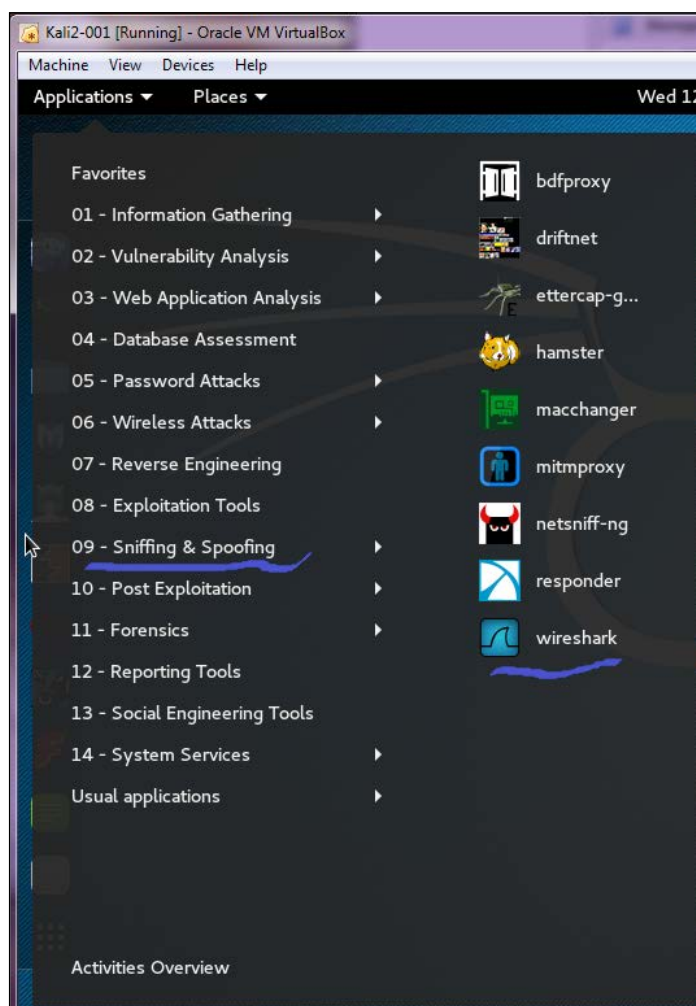 Kali2-001 [Running] - Oracle VM VirtualBox
Machine View Devices Help
Applications Places Wed 12
Favorites
01 - Information Gathering
02 - Vulnerability Analysis
03 - Web Application Analysis
04 - Database Assessment
05 - Password Attacks
06 - Wireless Attacks
07 - Reverse Engineering
08 - Exploitation Tools
09 - Sniffing & Spoofing
10 - Post Exploitation
11 - Forensics
12 - Reporting Tools
13 - Social Engineering Tools
14 - System Services
Usual applications
Activities Overview
bdfproxy
driftnet
ettercap-g...
hamster
macchanger
mitmproxy
netsniff-ng
responder
wireshark